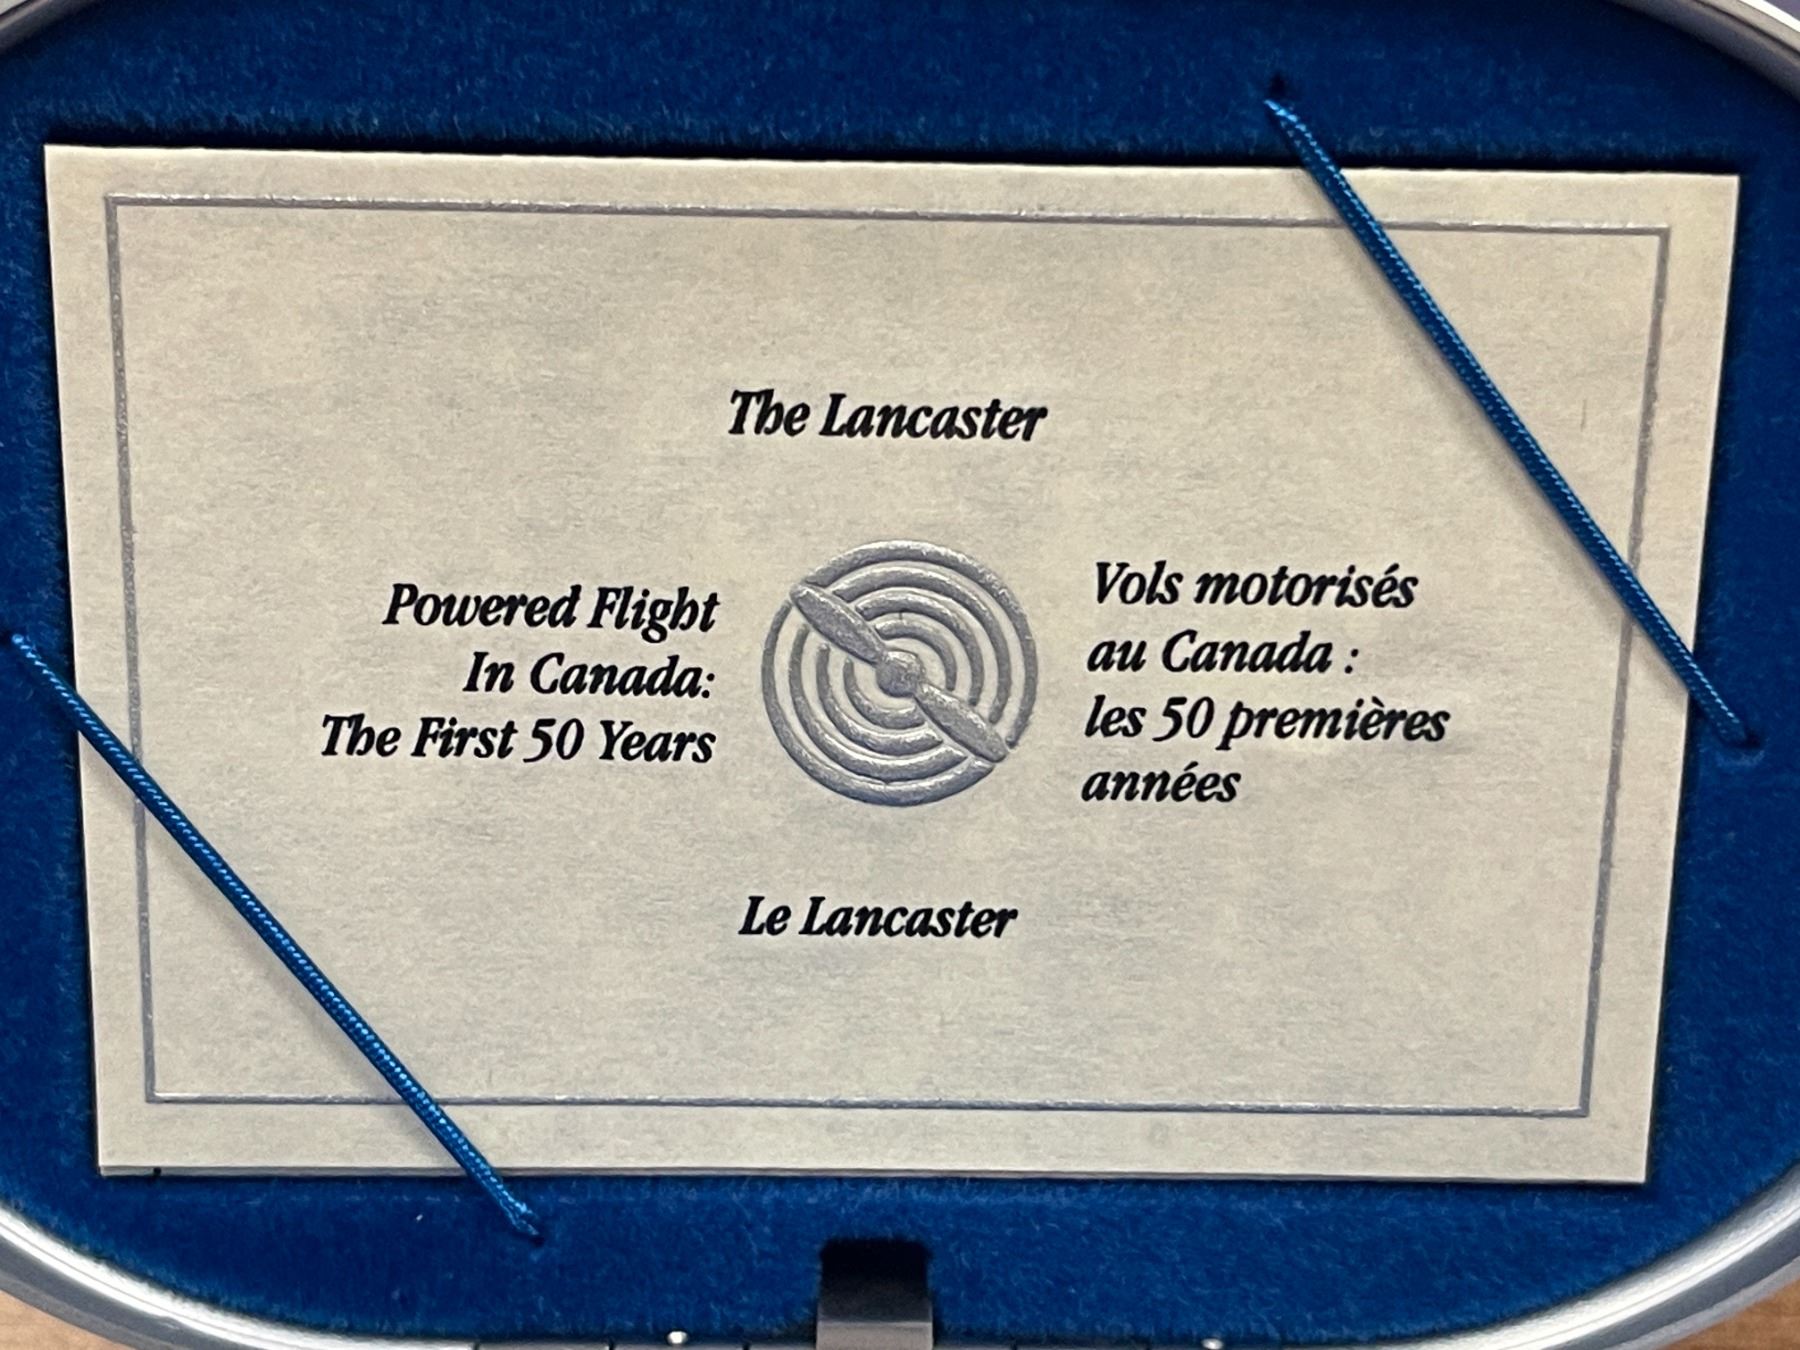 The Lancaster
Powered Flight
In Canada:
The First 50 Years
Vols motorisés
au Canada :
les 50 premières
années
Le Lancaster